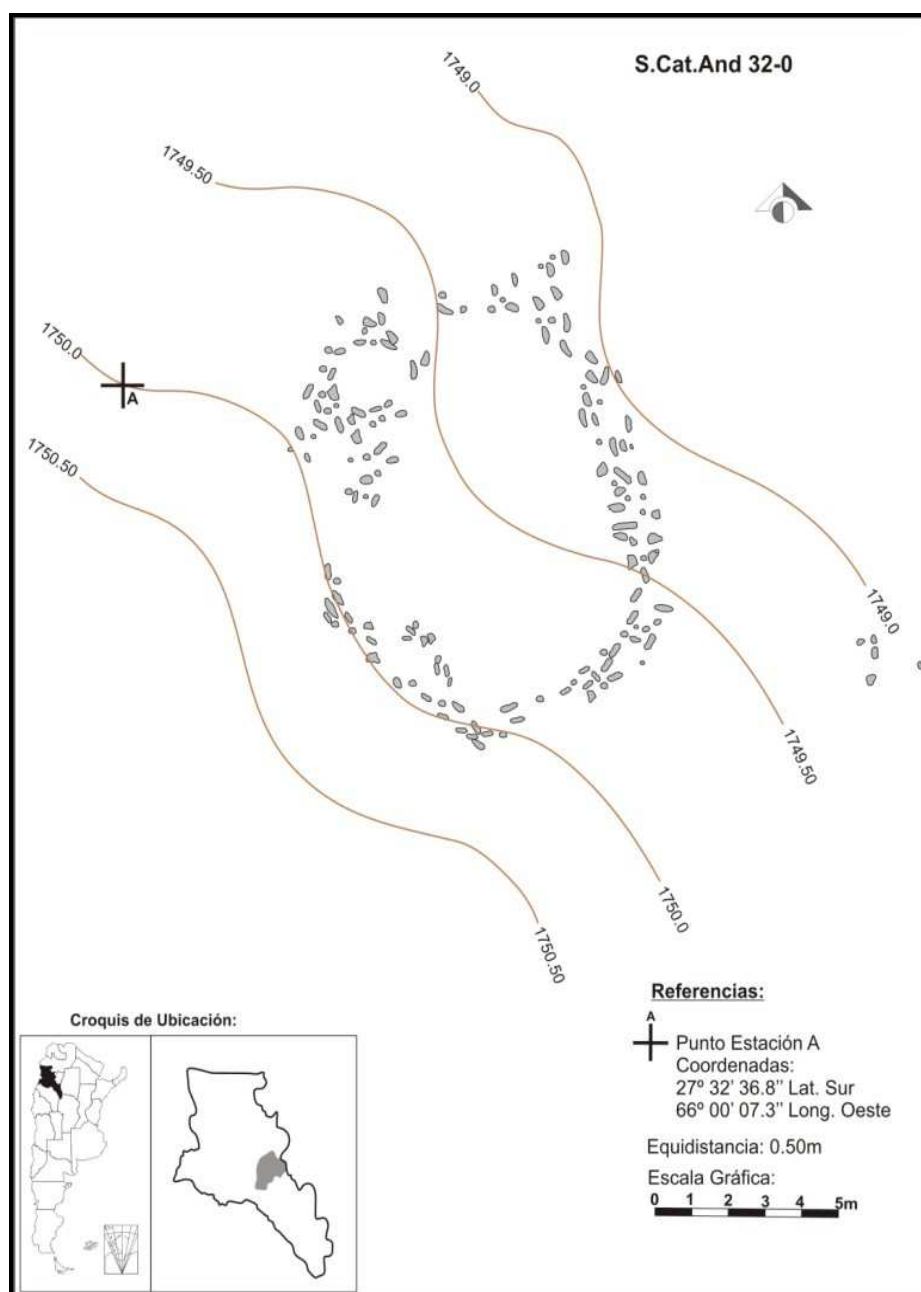 S.Cat.And 32-0
1749.0
1749.50
1750.0
A
1750.50
1749.0
1749.50
1750.0
1750.50
Croquis de Ubicación:
Referencias:
A
Punto Estación A
Coordenadas:
27º 32' 36.8" Lat. Sur
66º 00' 07.3" Long. Oeste
Equidistancia: 0.50m
Escala Gráfica:
0 1 2 3 4 5m